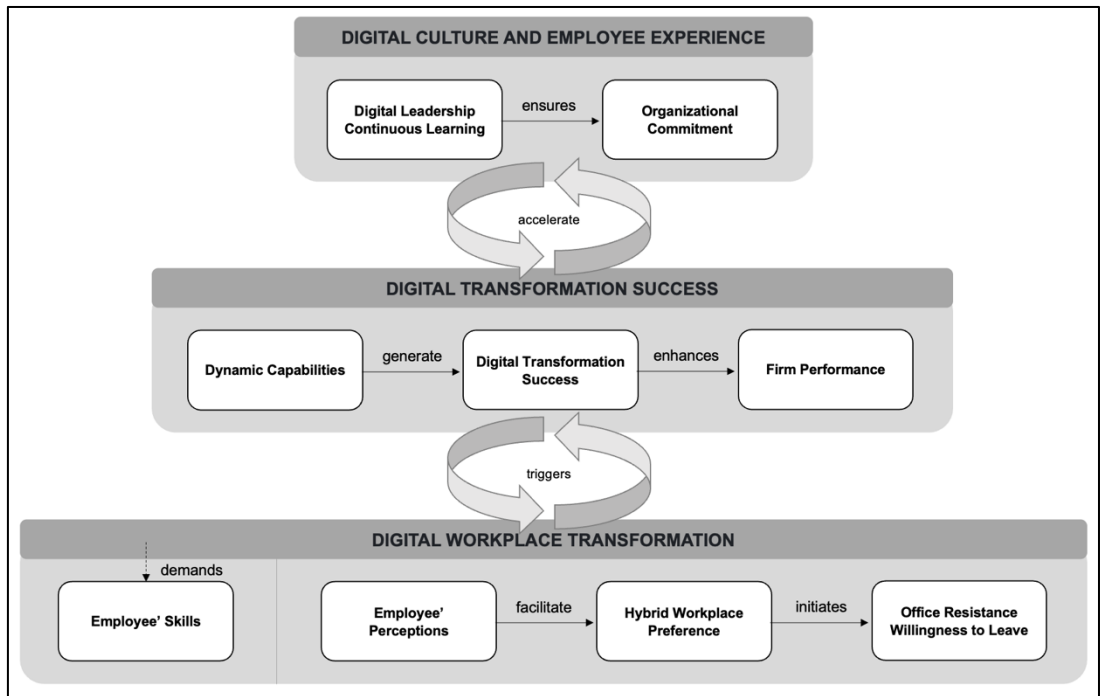 DIGITAL CULTURE AND EMPLOYEE EXPERIENCE
Digital Leadership
Continuous Learning
ensures
Organizational
Commitment
accelerate
DIGITAL TRANSFORMATION SUCCESS
Dynamic Capabilities
generate
Digital Transformation
Success
enhances
Firm Performance
triggers
DIGITAL WORKPLACE TRANSFORMATION
demands
Employee’ Skills
Employee’
Perceptions
facilitate
Hybrid Workplace
Preference
initiates
Office Resistance
Willingness to Leave